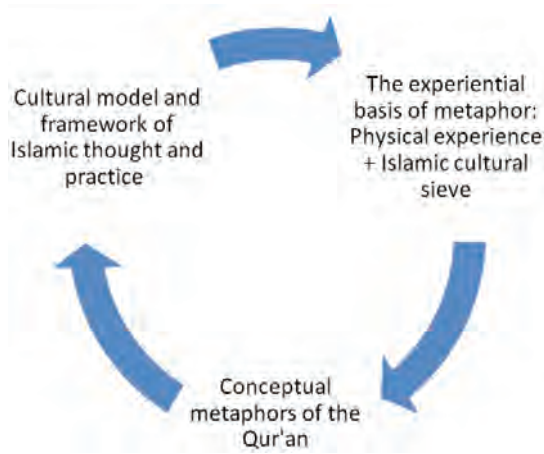 Cultural model and
framework of
Islamic thought and
practice
The experiential
basis of metaphor:
Physical experience
+ Islamic cultural
sieve
Conceptual
metaphors of the
Qur'an